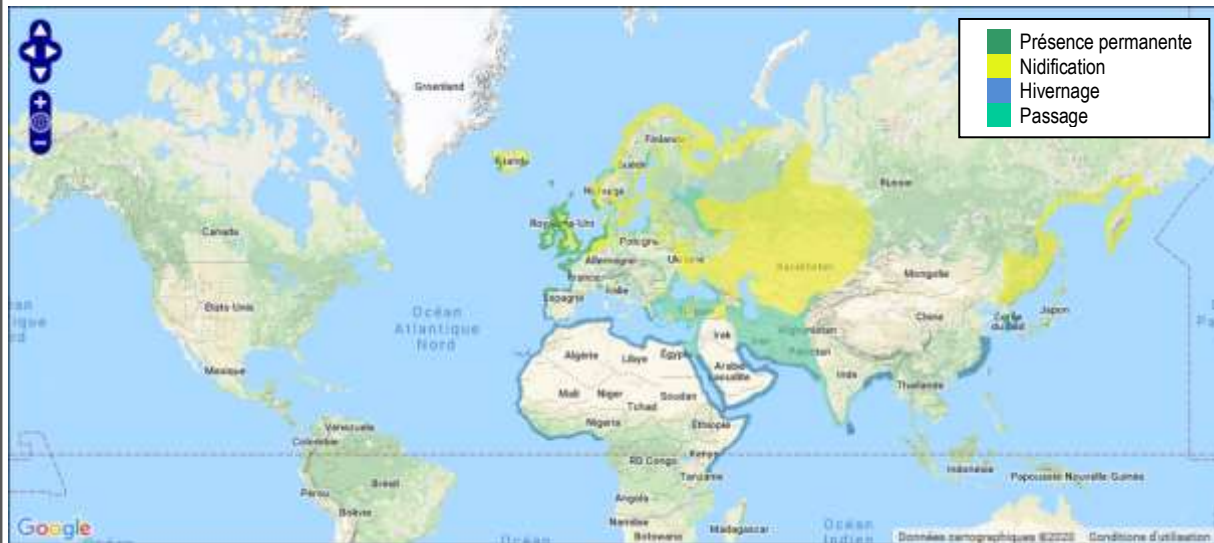 Présence permanente
Nidification
Hivernage
Passage
Groenland
Finlande
Suède
Islande
Norvège
Russie
Royaume-Uni
Canada
Pologne
Allemagne
Ukraine
Kazakhstan
France
Mongolie
Italie
Espagne
États-Unis
Océan
Atlantique
Nord
Chine
Japon
Corée
du Sud
Afghanistan
Irak
Iran
Algérie
Libye
Égypte
Pakistan
Arabie
saoudite
Mexique
Inde
Mali
Niger
Soudan
Thaïlande
Tchad
Nigeria
Éthiopie
Venezuela
Colombie
Kenya
RD Congo
Indonésie
Papouasie-Nouvelle-Guinée
Tanzanie
Pérou
Brésil
Angola
Bolivie
Namibie
Madagascar
Botswana
Océan
Indien
Google
Données cartographiques ©2020
Conditions d'utilisation